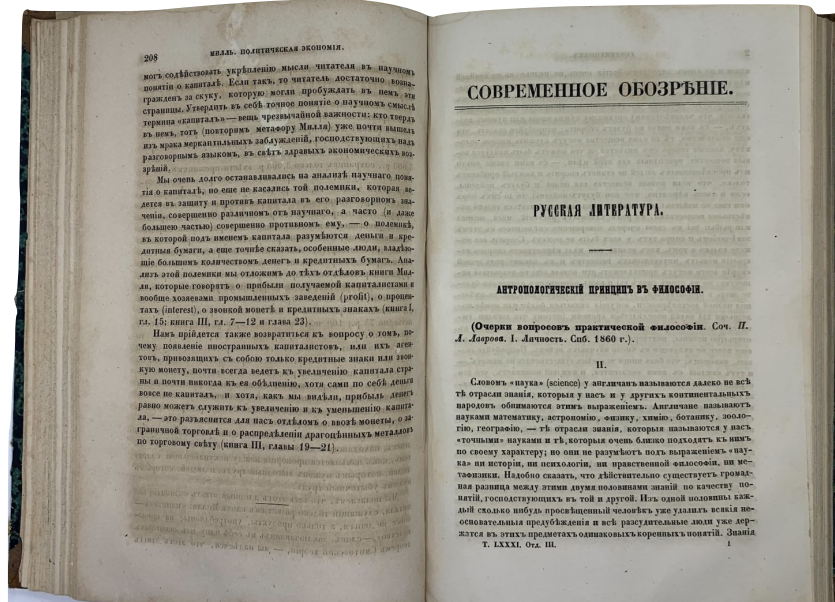 208
МИЛЛЬ. ПОЛИТИЧЕСКАЯ ЭКОНОМІЯ.
могъ содѣйствовать укрѣпленію мысли читателя въ научномъ
понятіи о капиталѣ. Если такъ, то читатель достаточно возна-
гражденъ за скуку, которую могли пробуждать въ немъ эти
страницы. Утвердить въ себѣ точное понятіе о научномъ смыслѣ
термина «капиталъ» — вещь чрезвычайной важности: кто твердъ
въ немъ, тотъ (повторимъ метафору Милля) уже почти вышелъ
изъ мрака меркантильныхъ заблужденій, господствующихъ надъ
разговорнымъ языкомъ, въ свѣтъ здравыхъ экономическихъ воз-
зрѣній.
Мы очень долго останавливались на анализѣ научнаго поня-
тія о капиталѣ, но еще не касались той полемики, которая ве-
дется въ защиту и противъ капитала въ его разговорномъ зна-
ченіи, совершенно различномъ отъ научнаго, а часто (и даже
большею частью) совершенно противномъ ему, — о полемикѣ,
въ которой подъ именемъ капитала разумѣются деньги и кре-
дитныя бумаги, а еще точнѣе сказать, особенные люди, владѣю-
щіе большимъ количествомъ денегъ и кредитныхъ бумагъ. Ана-
лизъ этой полемики мы отложимъ до тѣхъ отдѣловъ книги Мил-
ля, которые говорятъ о прибыли получаемой капиталистами и
вообще хозяевами промышленныхъ заведеній (profit), о процен-
тахъ (interest), о звонкой монетѣ и кредитныхъ знакахъ (книга I,
гл. 15; книга III, гл. 7—12 и глава 23).
Намъ прійдется также возвратиться къ вопросу о томъ, по-
чему появленіе иностранныхъ капиталистовъ, или ихъ аген-
товъ, привозящихъ съ собою только кредитные знаки или звон-
кую монету, почти всегда ведетъ къ увеличенію капитала стра-
ны и почти никогда къ ея обѣдненію, хотя сами по себѣ деньги
вовсе не капиталъ, и хотя, какъ мы видѣли, прибыль денегъ
равно можетъ служить къ увеличенію и къ уменьшенію капита-
ла, — это разъяснится для насъ отдѣломъ о ввозѣ монеты, о за-
граничной торговлѣ и о распредѣленіи драгоцѣнныхъ металловъ
по торговому свѣту (книга III, главы 19—21).
СОВРЕМЕННОЕ ОБОЗРѢНІЕ.
РУССКАЯ ЛИТЕРАТУРА.
АНТРОПОЛОГИЧЕСКІЙ ПРИНЦИПЪ ВЪ ФИЛОСОФІИ.
(Очерки вопросовъ практической философіи. Соч. П.
Л. Лаврова. I. Личность. Спб. 1860 г.).
II.
Словомъ «наука» (science) у англичанъ называются далеко не всѣ
тѣ отрасли знанія, которыя у насъ и у другихъ континентальныхъ
народовъ обнимаются этимъ выраженіемъ. Англичане называютъ
науками математику, астрономію, физику, химію, ботанику, зооло-
гію, географію, — тѣ отрасли знанія, которыя называются у насъ
«точными» науками и тѣ, которыя очень близко подходятъ къ нимъ
по своему характеру; но они не разумѣютъ подъ выраженіемъ «нау-
ка» ни исторіи, ни психологіи, ни нравственной философіи, ни ме-
тафизики. Надобно сказать, что дѣйствительно существуетъ громад-
ная разница между этими двумя половинами знаній по качеству по-
нятій, господствующихъ въ той и другой. Изъ одной половины каж-
дый сколько нибудь просвѣщенный человѣкъ уже удалилъ всякія не-
основательныя предубѣжденія и всѣ разсудительные люди уже дер-
жатся въ этихъ предметахъ одинаковыхъ коренныхъ понятій. Знанія
Т. LXXXI. Отд. III.
1